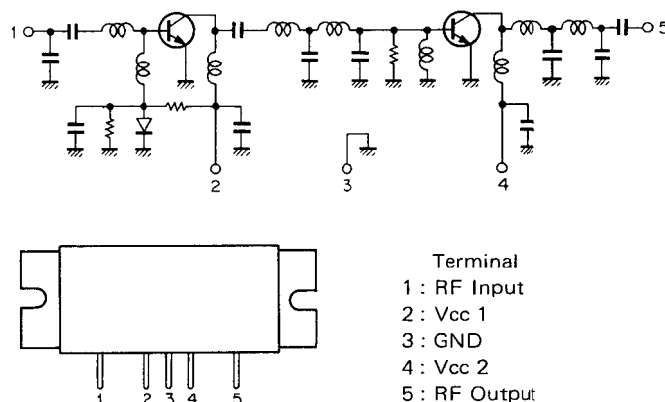 1
5
2
3
4
Terminal
1 : RF Input
2 : Vcc 1
3 : GND
4 : Vcc 2
5 : RF Output
1 2 3 4 5